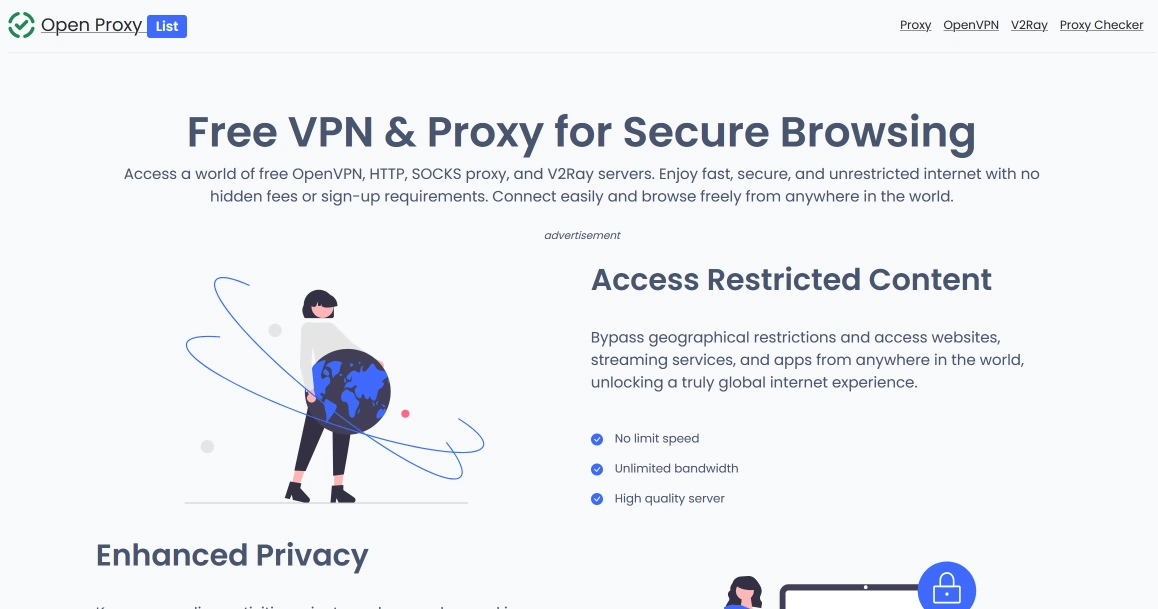 Open Proxy List
Proxy OpenVPN V2Ray Proxy Checker
Free VPN & Proxy for Secure Browsing
Access a world of free OpenVPN, HTTP, SOCKS proxy, and V2Ray servers. Enjoy fast, secure, and unrestricted internet with no
hidden fees or sign-up requirements. Connect easily and browse freely from anywhere in the world.
advertisement
Access Restricted Content
Bypass geographical restrictions and access websites,
streaming services, and apps from anywhere in the world,
unlocking a truly global internet experience.
No limit speed
Unlimited bandwidth
High quality server
Enhanced Privacy